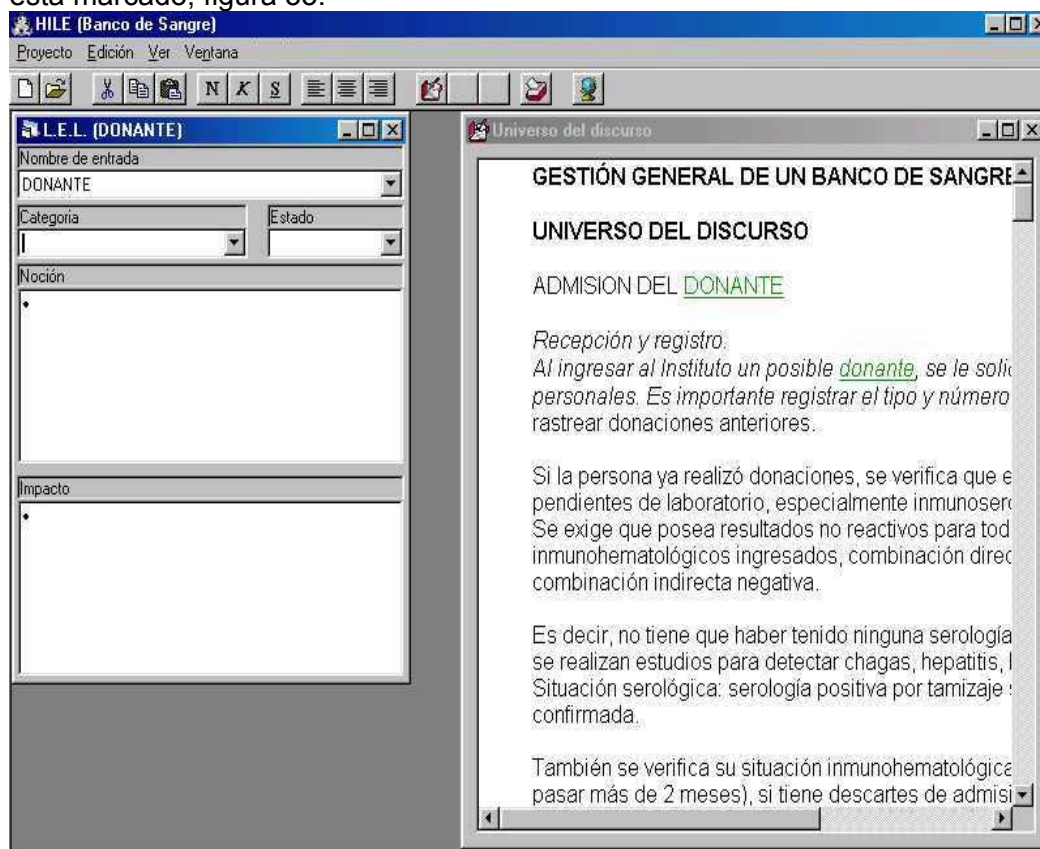 está marcado, figura
HILE (Banco de Sangre)
Proyecto Edición Ver Ventana
N K S
L.E.L. (DONANTE)
Nombre de entrada
DONANTE
Categoria Estado
Noción
•
Impacto
•
Universo del discurso
GESTIÓN GENERAL DE UN BANCO DE SANGRE
UNIVERSO DEL DISCURSO
ADMISION DEL DONANTE
Recepción y registro.
Al ingresar al Instituto un posible donante, se le soli
personales. Es importante registrar el tipo y número
rastrear donaciones anteriores.
Si la persona ya realizó donaciones, se verifica que e
pendientes de laboratorio, especialmente inmunoser
Se exige que posea resultados no reactivos para tod
inmunohematológicos ingresados, combinación direc
combinación indirecta negativa.
Es decir, no tiene que haber tenido ninguna serología
se realizan estudios para detectar chagas, hepatitis,
Situación serológica: serología positiva por tamizaje
confirmada.
También se verifica su situación inmunohematológica
pasar más de 2 meses), si tiene descartes de admisi